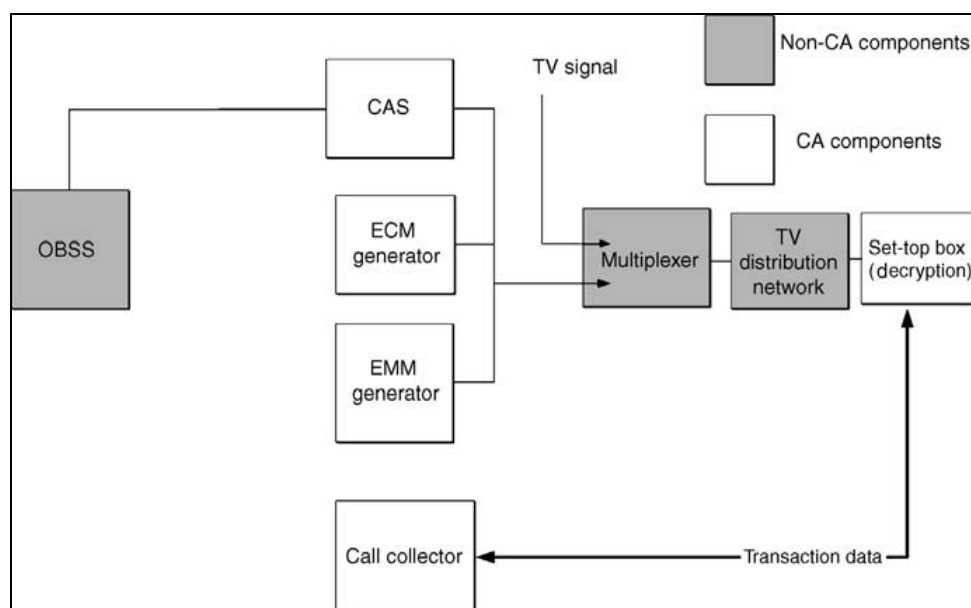 Non-CA components
TV signal
CAS
CA components
OBSS
ECM
generator
Multiplexer
TV
distribution
network
Set-top box
(decryption)
EMM
generator
Call collector
Transaction data